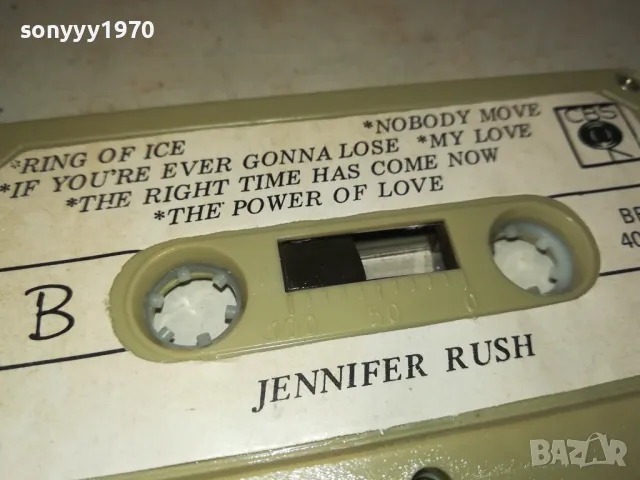 sonyyy1970
*RING OF ICE *NOBODY MOVE
*IF YOU'RE EVER GONNA LOSE *MY LOVE
*THE RIGHT TIME HAS COME NOW
*THE POWER OF LOVE
CBS
B
100 50 0
JENNIFER RUSH
BAZAR